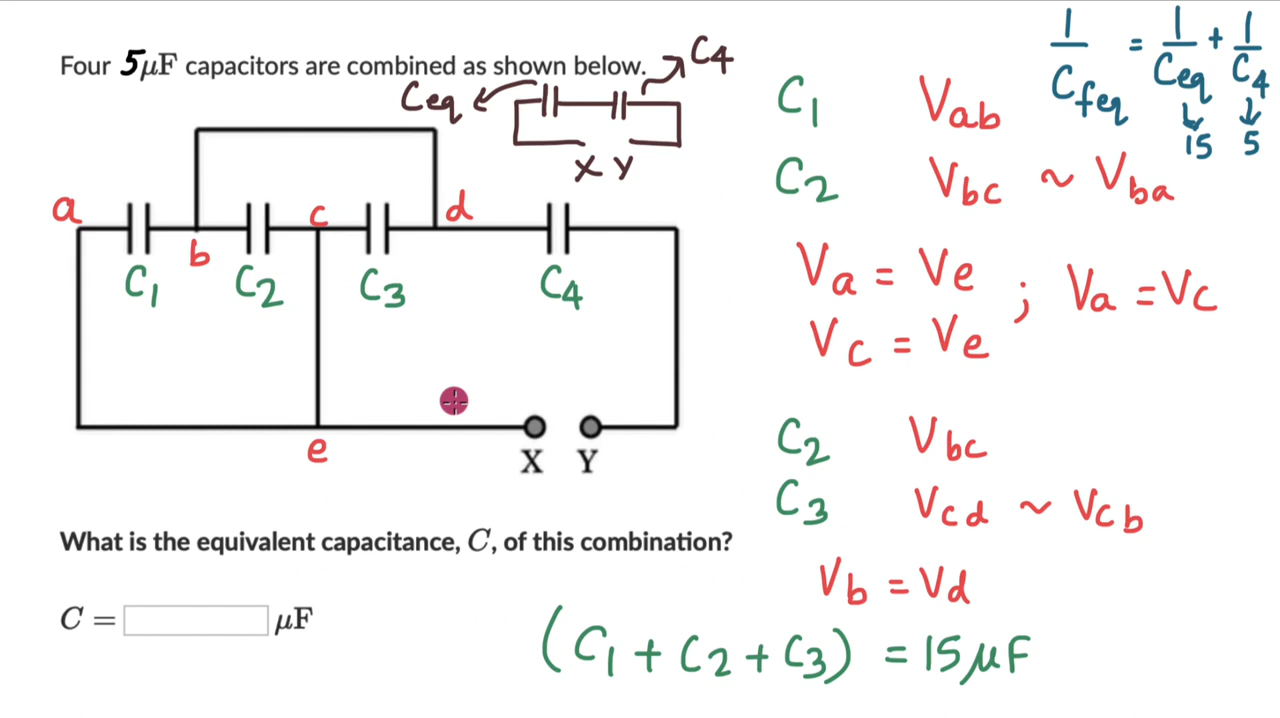 Four 5μF capacitors are combined as shown below.
C4
Ceq
X Y
a
b
c
d
C1
C2
C3
C4
e
X
Y
What is the equivalent capacitance, C, of this combination?
C =
μF
C1 Vab
C2 Vbc ~ Vba
Va = Ve ; Va = Vc
Vc = Ve
C2 Vbc
C3 Vcd ~ Vcb
Vb = Vd
(C1 + C2 + C3) = 15μF
1/Cfeq = 1/Ceq + 1/C4
↓ ↓
15 5